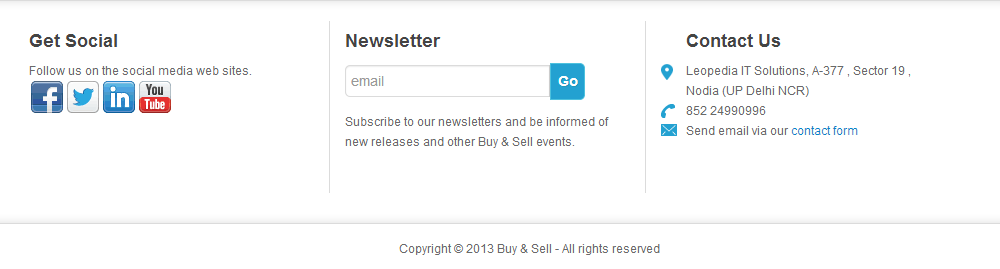 Get Social
Follow us on the social media web sites.
f
in
You
Tube
Newsletter
email
Go
Subscribe to our newsletters and be informed of
new releases and other Buy & Sell events.
Contact Us
Leopedia IT Solutions, A-377 , Sector 19 ,
Nodia (UP Delhi NCR)
852 24990996
Send email via our contact form
Copyright © 2013 Buy & Sell - All rights reserved